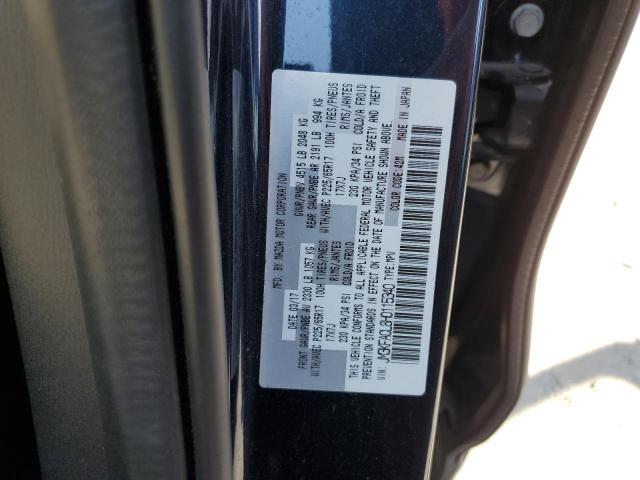 MFD. BY MAZDA MOTOR CORPORATION
DATE: 03/17 GVWR/PNBV 4515 LB 2048 KG
FRONT GAWR/PNBE AV 2330 LB 1057 KG REAR GAWR/PNBE AR 2191 LB 994 KG
WITH/AVEC P225/65R17 100H TIRES/PNEUS WITH/AVEC P225/65R17 100H TIRES/PNEUS
17X7J RIMS/JANTES 17X7J RIMS/JANTES
230 KPA/34 PSI COLD/A FROID 230 KPA/34 PSI COLD/A FROID
THIS VEHICLE CONFORMS TO ALL APPLICABLE FEDERAL MOTOR VEHICLE SAFETY AND THEFT
PREVENTION STANDARDS IN EFFECT ON THE DATE OF MANUFACTURE SHOWN ABOVE.
COLOR CODE: 42M MADE IN JAPAN
VIN: JM3KFACL8H0115340 TYPE: MPV